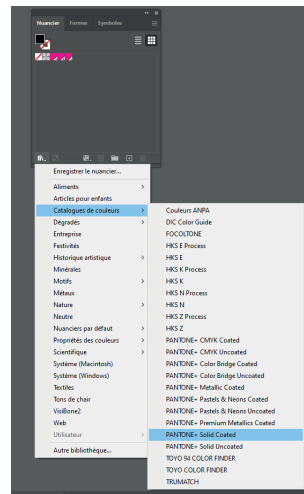 Nuancier Formes Symboles
Enregistrer le nuancier...
Aliments
Articles pour enfants
Catalogues de couleurs
Dégradés
Entreprise
Festivités
Historique artistique
Minérales
Motifs
Métaux
Nature
Neutre
Nuanciers par défaut
Propriétés des couleurs
Scientifique
Système (Macintosh)
Système (Windows)
Textiles
Tons de chair
VisiBone2
Web
Utilisateur
Autre bibliothèque...
Couleurs ANPA
DIC Color Guide
FOCOLTONE
HKS E Process
HKS E
HKS K Process
HKS K
HKS N Process
HKS N
HKS Z Process
HKS Z
PANTONE+ CMYK Coated
PANTONE+ CMYK Uncoated
PANTONE+ Color Bridge Coated
PANTONE+ Color Bridge Uncoated
PANTONE+ Metallic Coated
PANTONE+ Pastels & Neons Coated
PANTONE+ Pastels & Neons Uncoated
PANTONE+ Premium Metallics Coated
PANTONE+ Solid Coated
PANTONE+ Solid Uncoated
TOYO 94 COLOR FINDER
TOYO COLOR FINDER
TRUMATCH